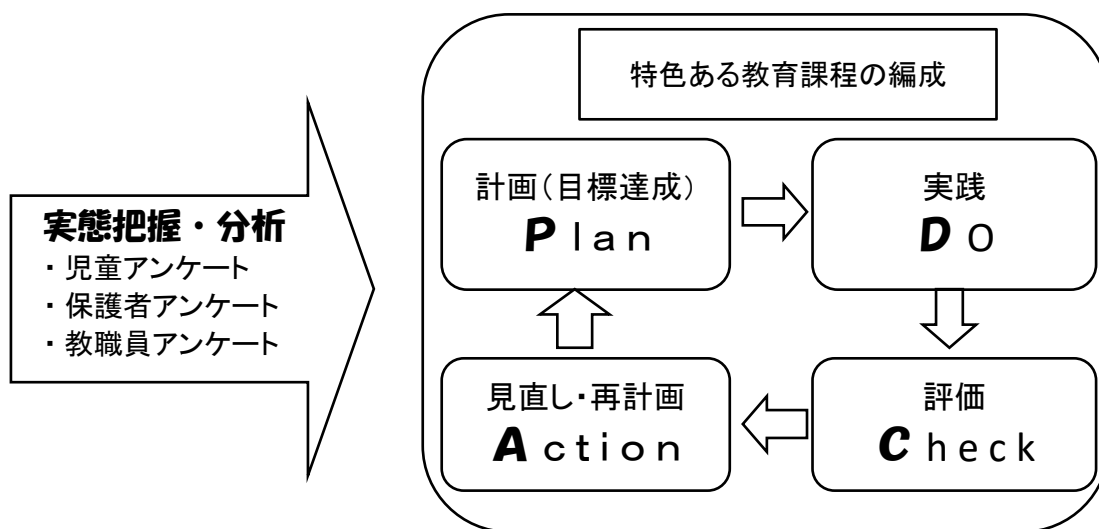 特色ある教育課程の編成
実態把握・分析
・児童アンケート
・保護者アンケート
・教職員アンケート
計画(目標達成)
Ｐｌａｎ
実践
ＤＯ
見直し・再計画
Ａｃｔｉｏｎ
評価
Ｃｈｅｃｋ